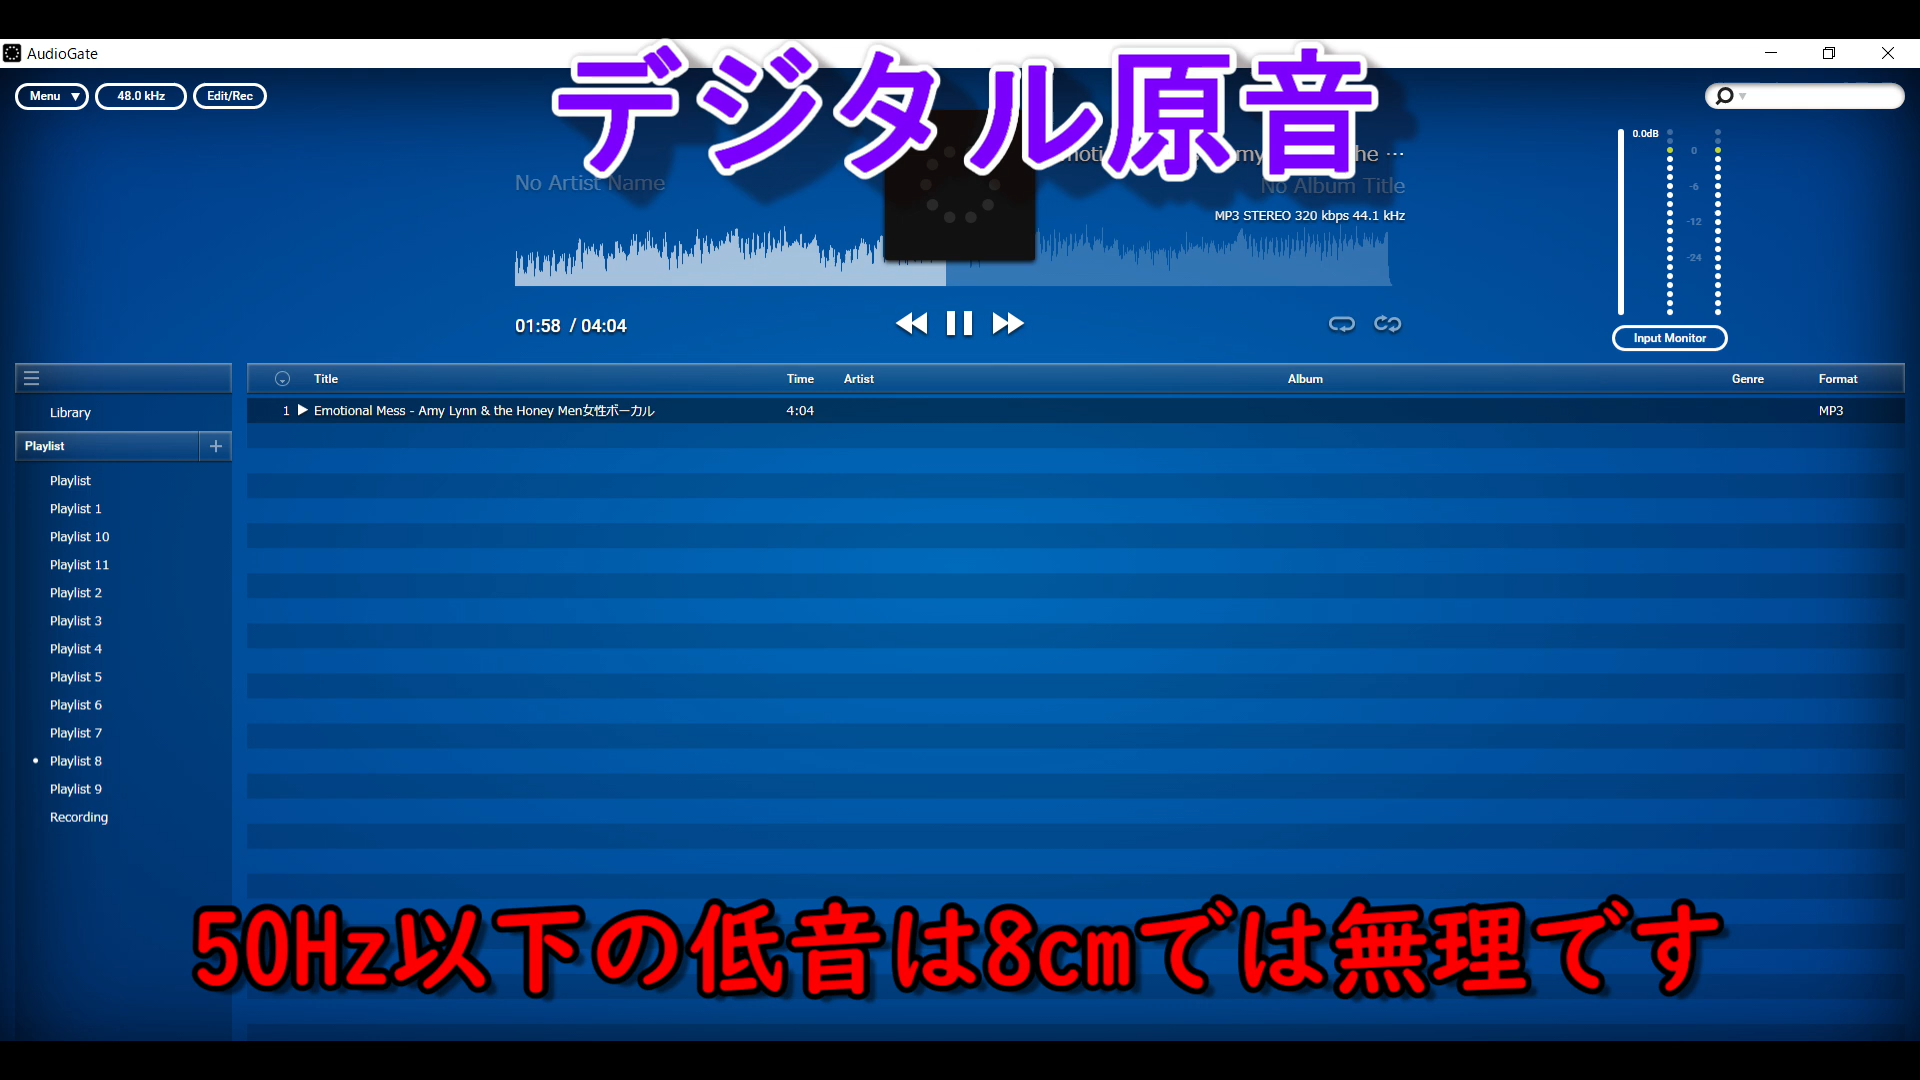 AudioGate
デジタル原音
Menu
48.0 kHz
Edit/Rec
No Artist Name
No Album Title
MP3 STEREO 320 kbps 44.1 kHz
0.0dB
0
-6
-12
-24
01:58 / 04:04
Input Monitor
Title Time Artist Album Genre Format
Library
1 Emotional Mess - Amy Lynn & the Honey Men女性ボーカル 4:04 MP3
Playlist +
Playlist
Playlist 1
Playlist 10
Playlist 11
Playlist 2
Playlist 3
Playlist 4
Playlist 5
Playlist 6
Playlist 7
Playlist 8
Playlist 9
Recording
50Hz以下の低音は8cmでは無理です